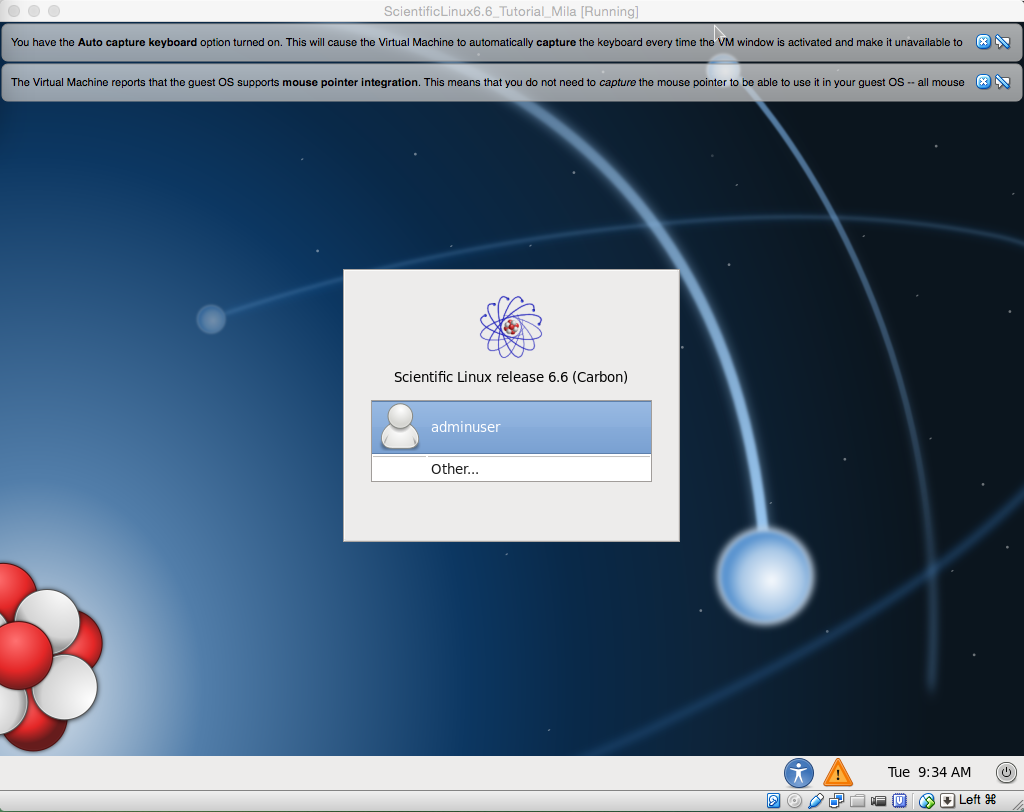 ScientificLinux6.6_Tutorial_Mila [Running]
You have the Auto capture keyboard option turned on. This will cause the Virtual Machine to automatically capture the keyboard every time the VM window is activated and make it unavailable to
The Virtual Machine reports that the guest OS supports mouse pointer integration. This means that you do not need to capture the mouse pointer to be able to use it in your guest OS -- all mouse
Scientific Linux release 6.6 (Carbon)
adminuser
Other...
Tue 9:34 AM
Left ⌘